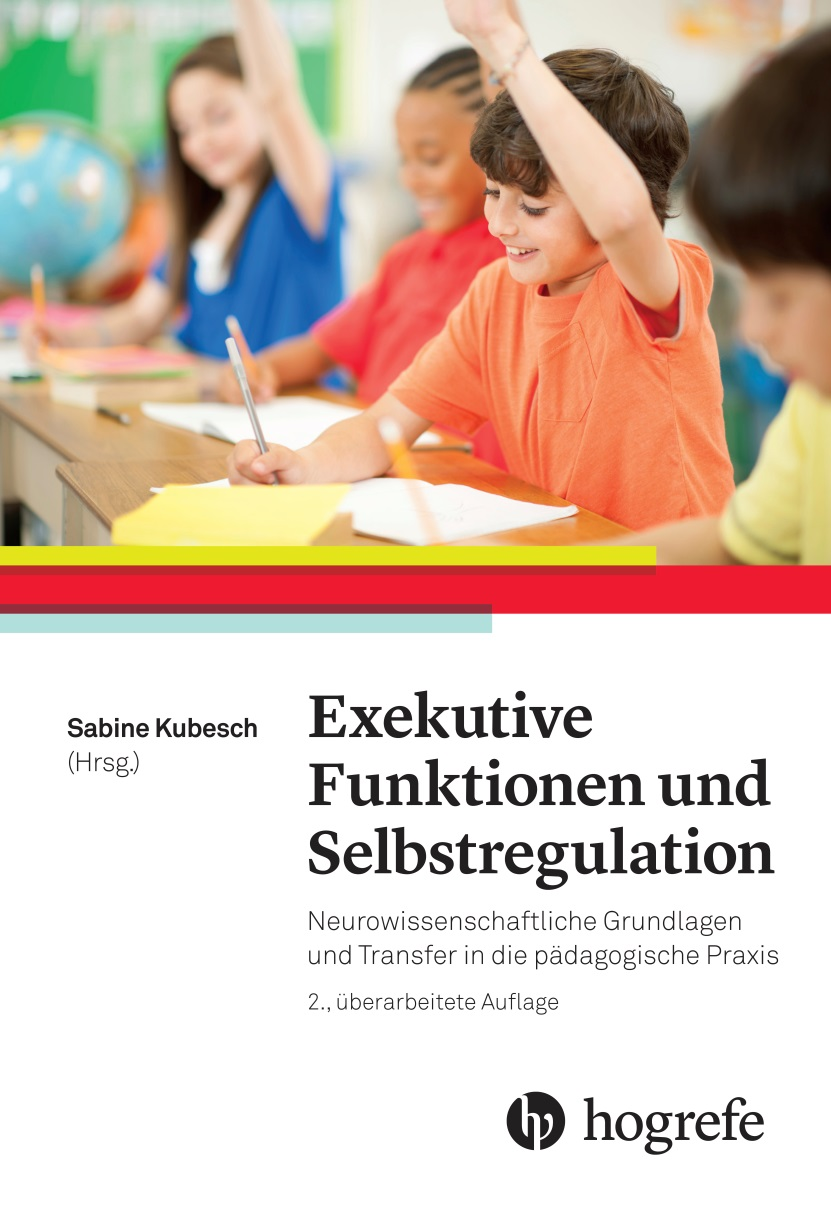 Sabine Kubesch
(Hrsg.)
Exekutive
Funktionen und
Selbstregulation
Neurowissenschaftliche Grundlagen
und Transfer in die pädagogische Praxis
2., überarbeitete Auflage
hogrefe